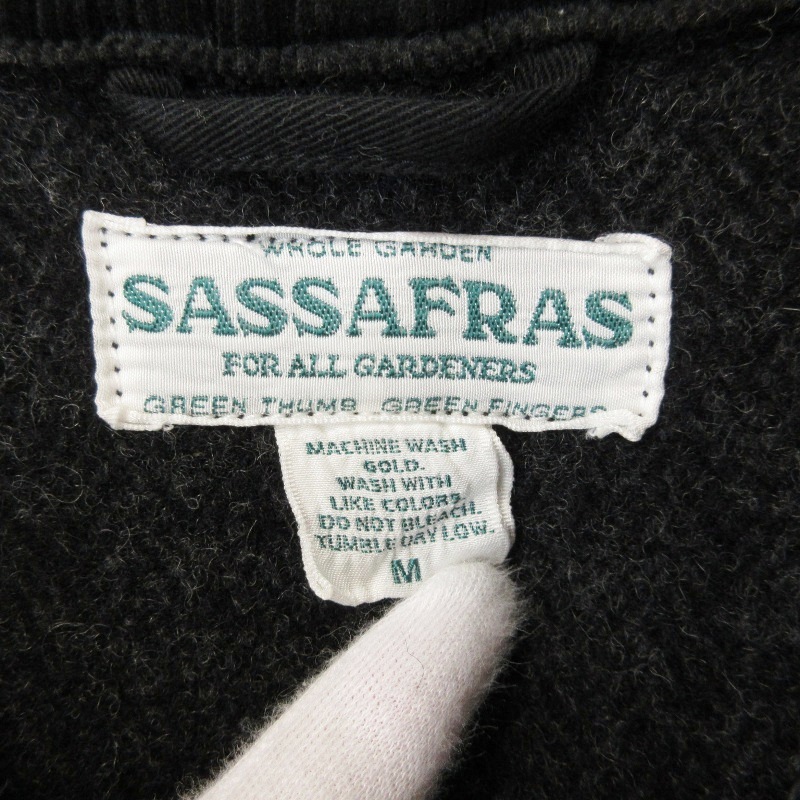 WHOLE GARDEN
SASSAFRAS
FOR ALL GARDENERS
GREEN THUMB GREEN FINGERS
MACHINE WASH
COLD.
WASH WITH
LIKE COLORS.
DO NOT BLEACH.
TUMBLE DRY LOW.
M